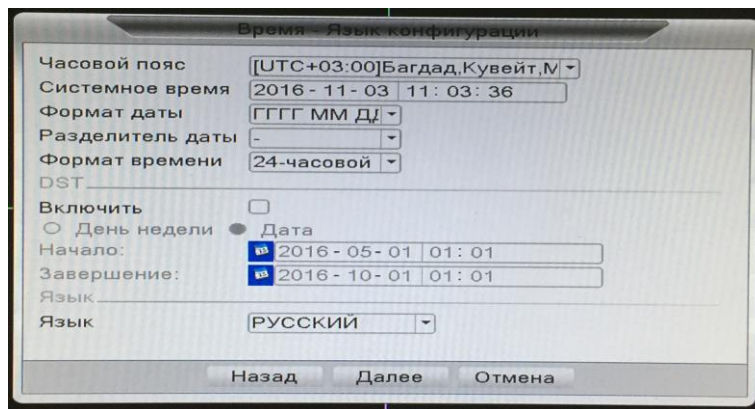 Время - Язык конфигурации
Часовой пояс [UTC+03:00]Багдад,Кувейт,М
Системное время 2016 - 11 - 03 11: 03: 36
Формат даты ГГГГ ММ ДД
Разделитель даты -
Формат времени 24-часовой
DST
Включить
День недели Дата
Начало: 2016 - 05 - 01 01: 01
Завершение: 2016 - 10 - 01 01: 01
Язык
Язык РУССКИЙ
Назад Далее Отмена